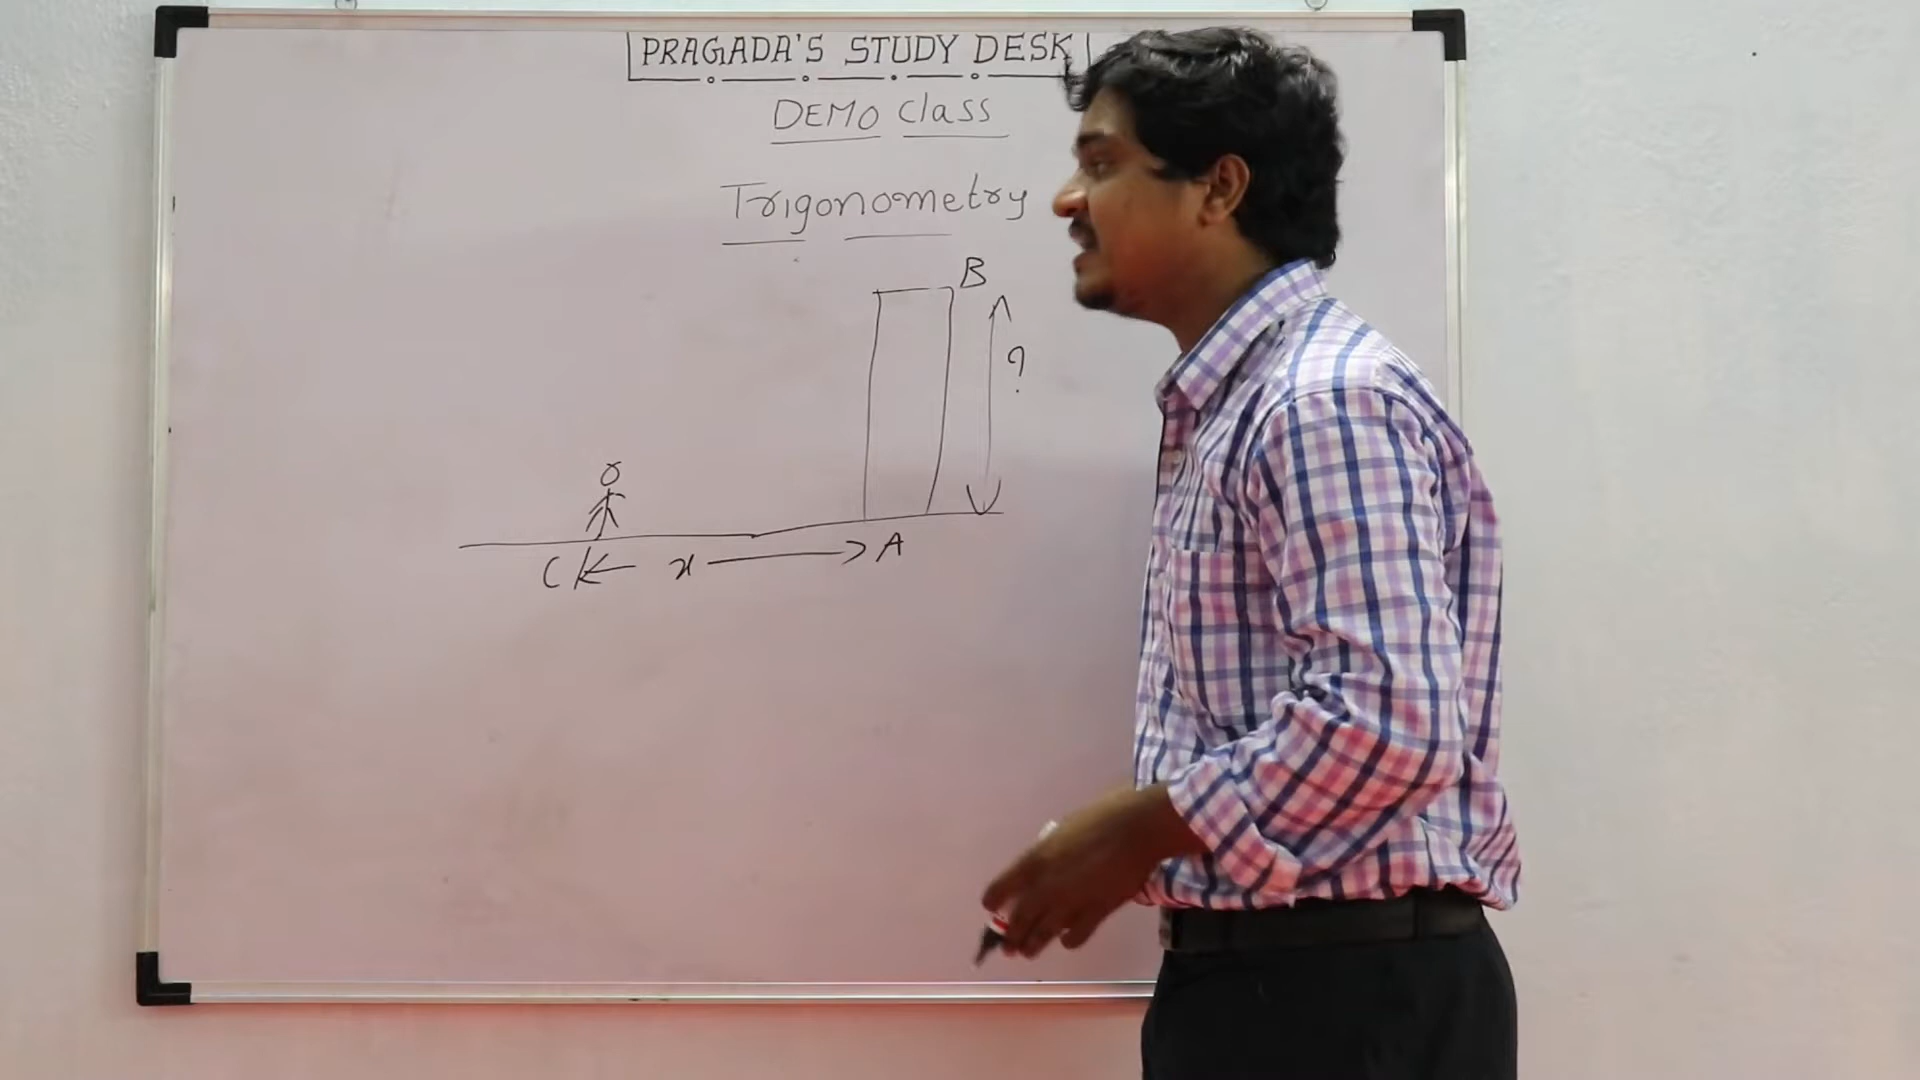 PRAGADA'S STUDY DESK
DEMO Class
Trigonometry
B
?
C x A